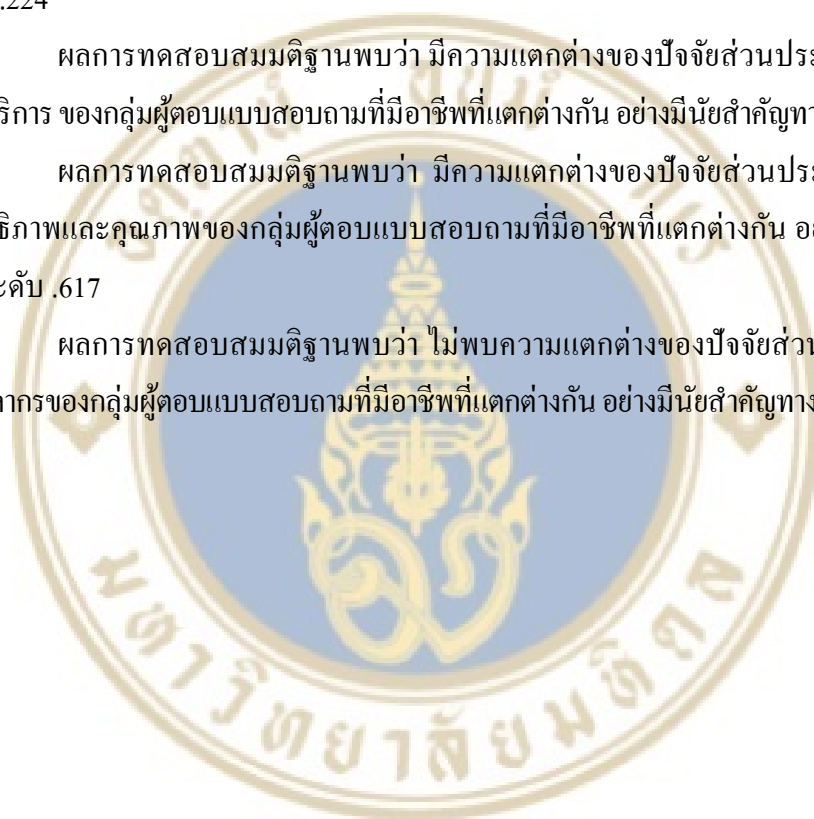 .224
ผลการทดสอบสมมติฐานพบว่า มีความแตกต่างของปัจจัยส่วนประ
ริการ ของกลุ่มผู้ตอบแบบสอบถามที่มีอาชีพที่แตกต่างกัน อย่างมีนัยสำคัญทา
ผลการทดสอบสมมติฐานพบว่า มีความแตกต่างของปัจจัยส่วนประ
ธิภาพและคุณภาพของกลุ่มผู้ตอบแบบสอบถามที่มีอาชีพที่แตกต่างกัน อย
ะดับ .617
ผลการทดสอบสมมติฐานพบว่า ไม่พบความแตกต่างของปัจจัยส่วน
ากรของกลุ่มผู้ตอบแบบสอบถามที่มีอาชีพที่แตกต่างกัน อย่างมีนัยสำคัญทาง
มหาวิทยาลัยมหิดล